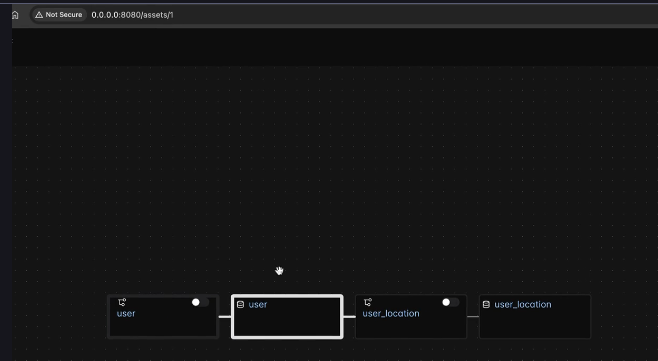 Not Secure 0.0.0.0:8080/assets/1
user
user
user_location
user_location